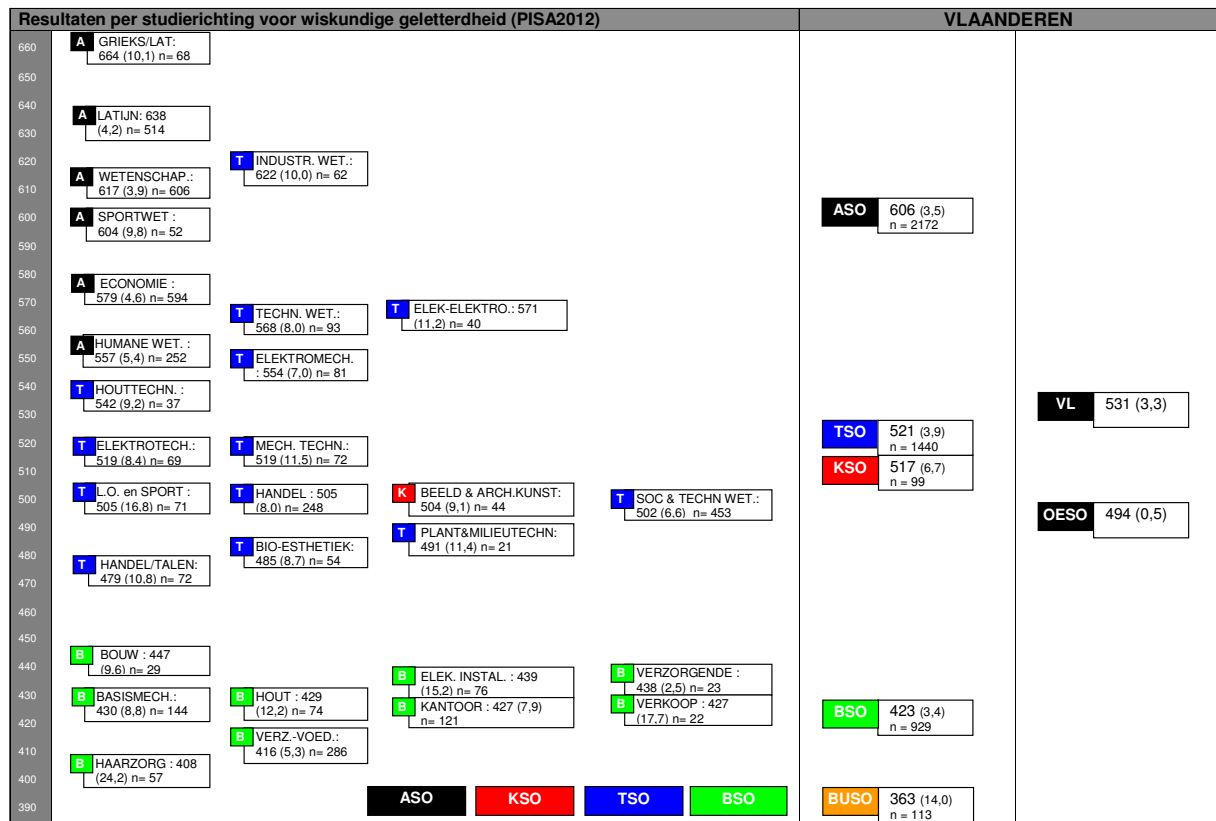 Resultaten per studierichting voor wiskundige geletterdheid (PISA2012)
VLAANDEREN
660
650
640
630
620
610
600
590
580
570
560
550
540
530
520
510
500
490
480
470
460
450
440
430
420
410
400
390
A GRIEKS/LAT:
664 (10,1) n= 68
A LATIJN: 638
(4,2) n= 514
T INDUSTR. WET.:
622 (10,0) n= 62
A WETENSCHAP.:
617 (3,9) n= 606
A SPORTWET :
604 (9,8) n= 52
A ECONOMIE :
579 (4,6) n= 594
T TECHN. WET.:
568 (8,0) n= 93
T ELEK-ELEKTRO.: 571
(11,2) n= 40
A HUMANE WET. :
557 (5,4) n= 252
T ELEKTROMECH.
: 554 (7,0) n= 81
T HOUTTECHN. :
542 (9,2) n= 37
T ELEKTROTECH.:
519 (8,4) n= 69
T MECH. TECHN.:
519 (11,5) n= 72
T L.O. en SPORT :
505 (16,8) n= 71
T HANDEL : 505
(8,0) n= 248
K BEELD & ARCH.KUNST:
504 (9,1) n= 44
T SOC & TECHN WET.:
502 (6,6) n= 453
T PLANT&MILIEUTECHN:
491 (11,4) n= 21
T BIO-ESTHETIEK:
485 (8,7) n= 54
T HANDEL/TALEN:
479 (10,8) n= 72
B BOUW : 447
(9,6) n= 29
B ELEK. INSTAL. : 439
(15,2) n= 76
B VERZORGENDE :
438 (2,5) n= 23
B BASISMECH.:
430 (8,8) n= 144
B HOUT : 429
(12,2) n= 74
B KANTOOR : 427 (7,9)
n= 121
B VERKOOP : 427
(17,7) n= 22
B VERZ.-VOED.:
416 (5,3) n= 286
B HAARZORG : 408
(24,2) n= 57
ASO KSO TSO BSO
ASO 606 (3,5)
n = 2172
TSO 521 (3,9)
n = 1440
KSO 517 (6,7)
n = 99
BSO 423 (3,4)
n = 929
BUSO 363 (14,0)
n = 113
VL 531 (3,3)
OESO 494 (0,5)